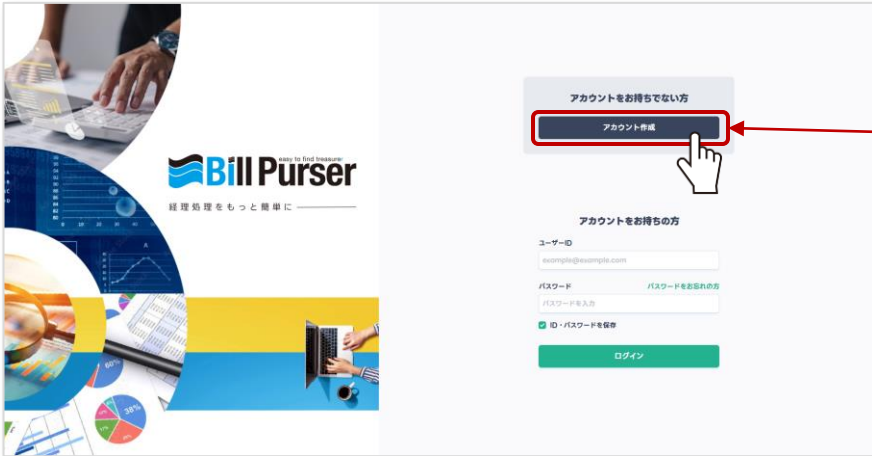 easy to find treasure!
Bill Purser
経理処理をもっと簡単に
アカウントをお持ちでない方
アカウント作成
アカウントをお持ちの方
ユーザーID
example@example.com
パスワード
パスワードをお忘れの方
パスワードを入力
ID・パスワードを保存
ログイン
A
60%
38%